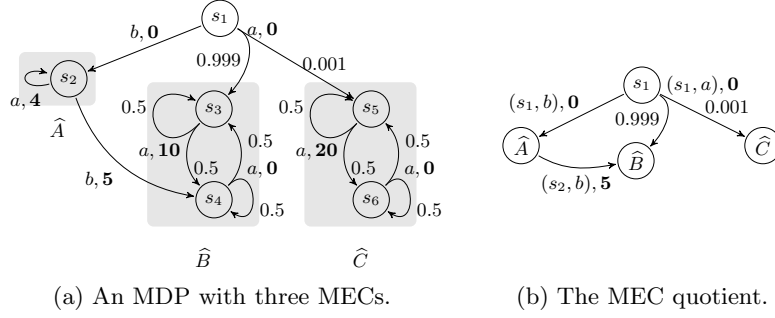 s₁
b, 0
a, 0
0.999
0.001
s₂
a, 4
Â
b, 5
0.5
s₃
a, 10
0.5
0.5
a, 0
s₄
0.5
B̂
0.5
s₅
a, 20
0.5
0.5
a, 0
s₆
0.5
Ĉ
(a) An MDP with three MECs.
s₁
(s₁, b), 0
(s₁, a), 0
0.999
0.001
Â
B̂
Ĉ
(s₂, b), 5
(b) The MEC quotient.